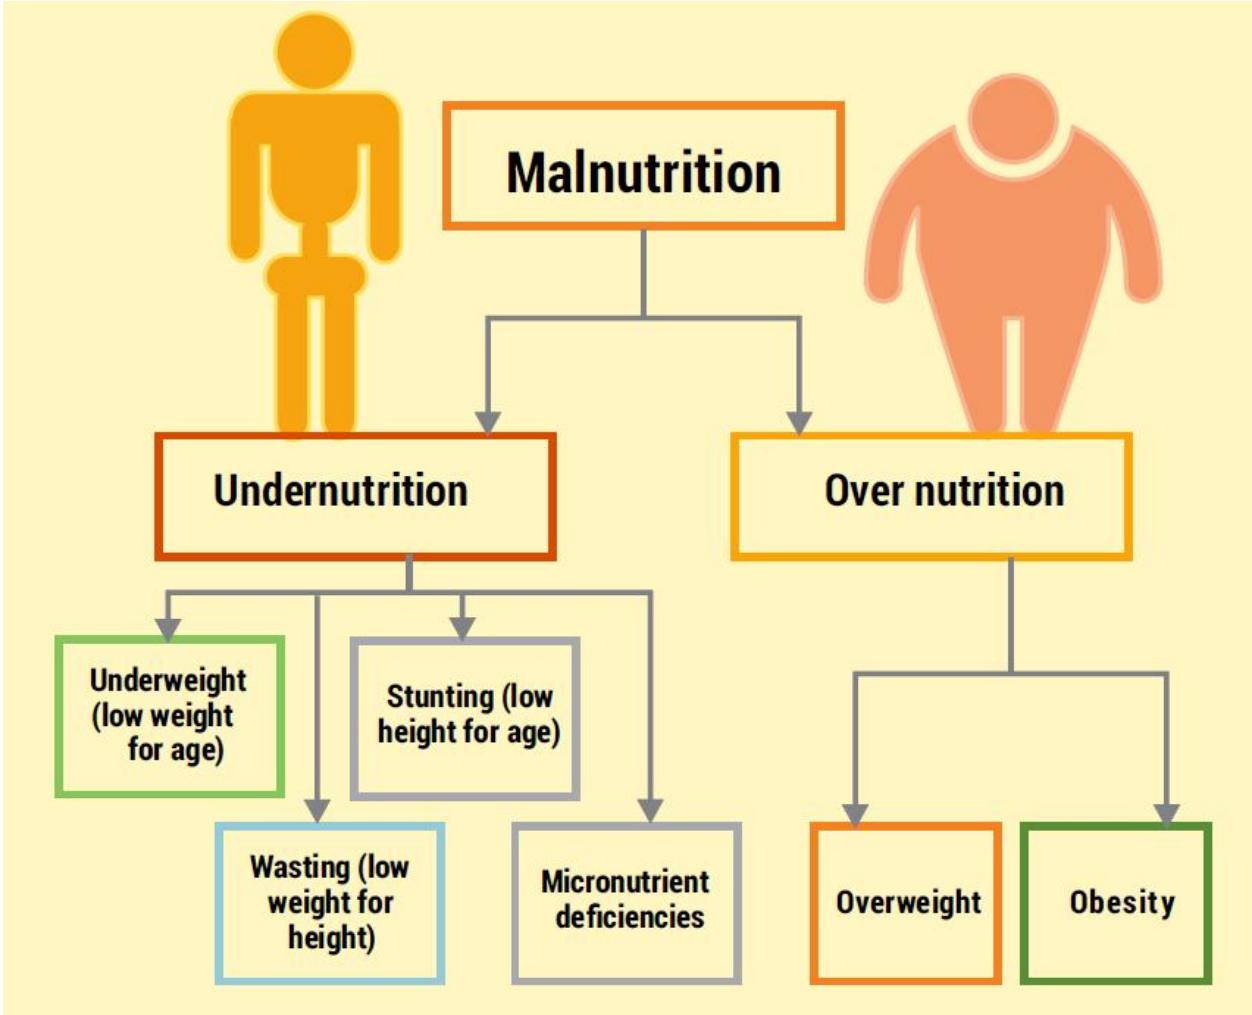 Malnutrition
Undernutrition
Over nutrition
Underweight
(low weight
for age)
Stunting (low
height for age)
Wasting (low
weight for
height)
Micronutrient
deficiencies
Overweight
Obesity